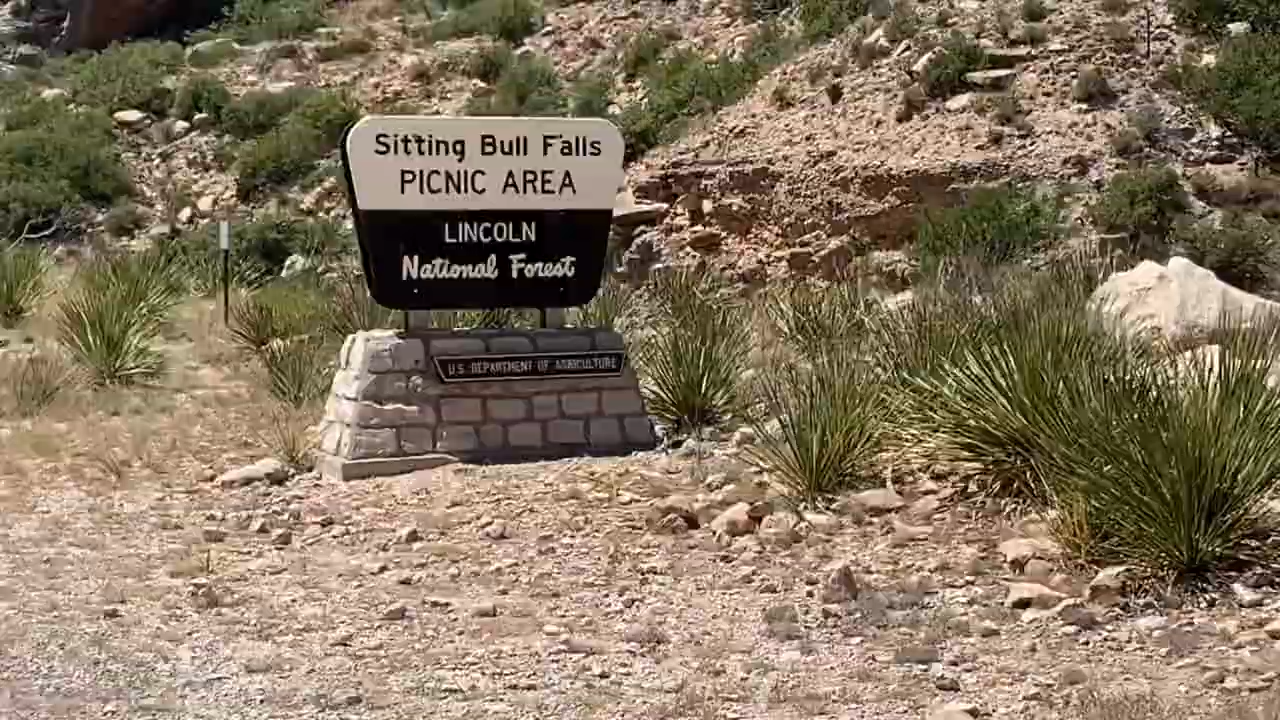 Sitting Bull Falls
PICNIC AREA
LINCOLN
National Forest
U.S. DEPARTMENT OF AGRICULTURE